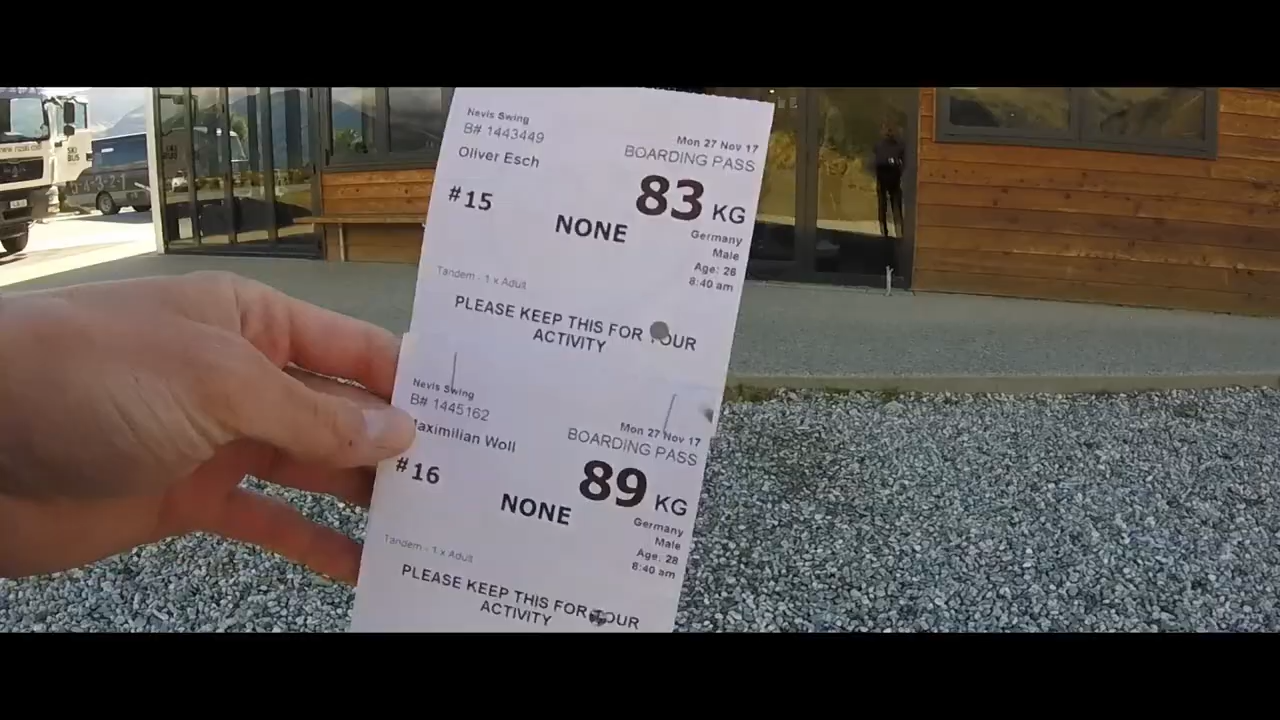 Nevis Swing
B# 1443449
Oliver Esch
#15
Mon 27 Nov 17
BOARDING PASS
83 KG
NONE
Germany
Male
Age: 28
8:40 am
Tandem - 1 x Adult
PLEASE KEEP THIS FOR YOUR
ACTIVITY
Nevis Swing
B# 1445162
Maximilian Woll
#16
Mon 27 Nov 17
BOARDING PASS
89 KG
NONE
Germany
Male
Age: 28
8:40 am
Tandem - 1 x Adult
PLEASE KEEP THIS FOR YOUR
ACTIVITY
SKI
BUS